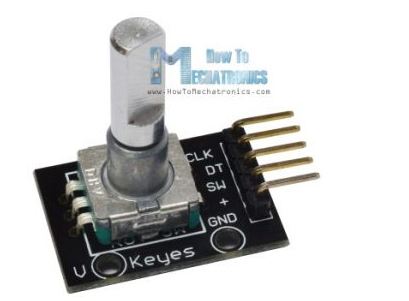 How To
MECHATRONICS
www.HowToMechatronics.com
CLK
DT
SW
+
GND
Keyes